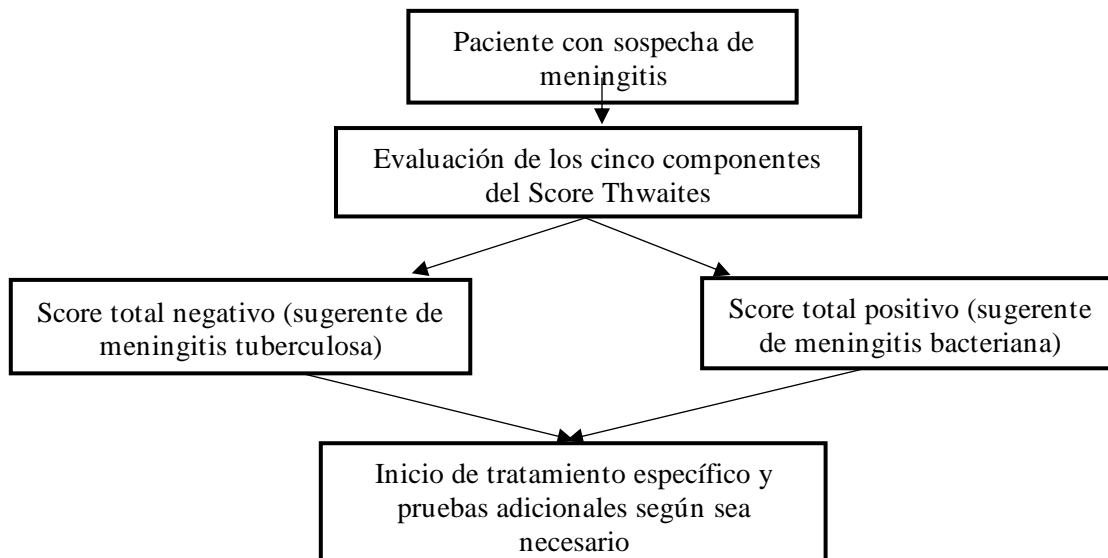 Paciente con sospecha de
meningitis
Evaluación de los cinco componentes
del Score Thwaites
Score total negativo (sugerente de
meningitis tuberculosa)
Score total positivo (sugerente
de meningitis bacteriana)
Inicio de tratamiento específico y
pruebas adicionales según sea
necesario